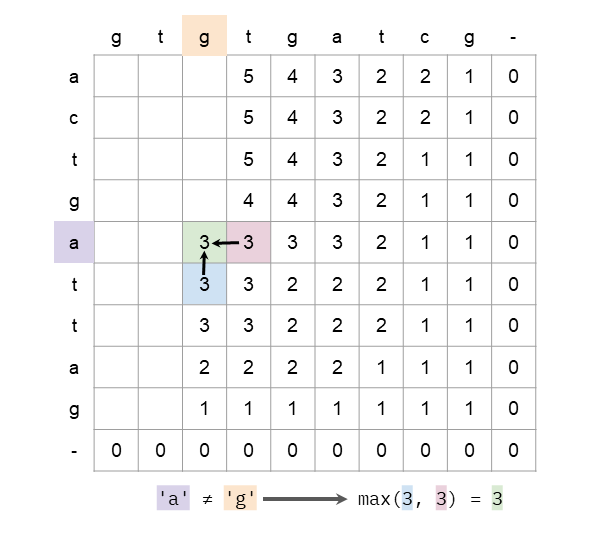 g t g t g a t c g -
a 5 4 3 2 2 1 0
c 5 4 3 2 2 1 0
t 5 4 3 2 1 1 0
g 4 4 3 2 1 1 0
a 3 3 3 3 2 1 1 0
t 3 3 2 2 2 1 1 0
t 3 3 2 2 2 1 1 0
a 2 2 2 2 1 1 1 0
g 1 1 1 1 1 1 1 0
- 0 0 0 0 0 0 0 0 0 0
'a' ≠ 'g' → max(3, 3) = 3